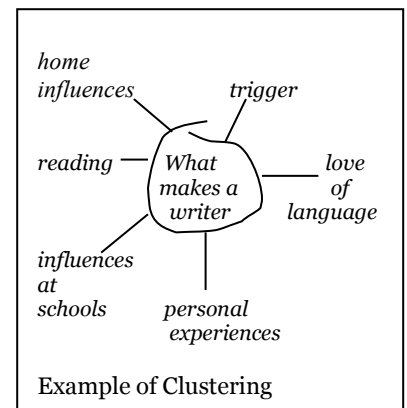 home
influences
trigger
reading
What
makes a
writer
love
of
language
influences
at
schools
personal
experiences
Example of Clustering